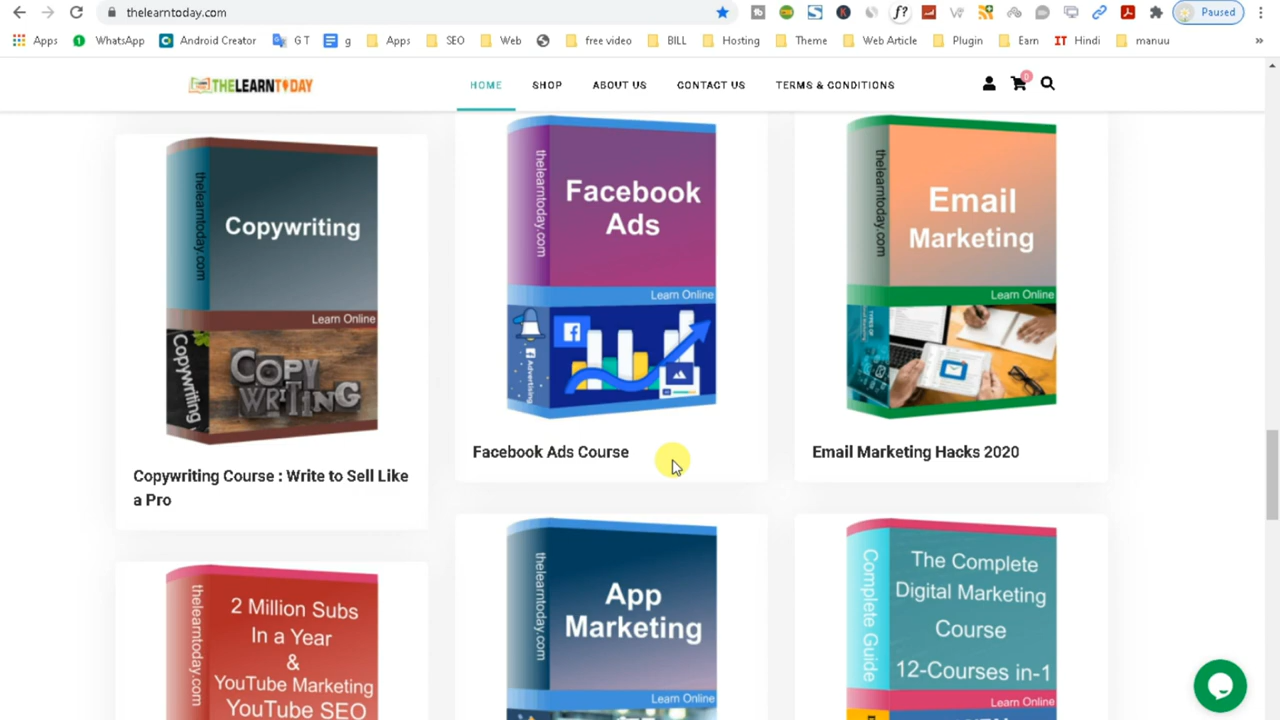 thelearntoday.com
Paused
Apps WhatsApp Android Creator G T g Apps SEO Web free video BILL Hosting Theme Web Article Plugin Earn IT Hindi manuu »
THELEARNTODAY HOME SHOP ABOUT US CONTACT US TERMS & CONDITIONS 0
thelearntoday.com
Copywriting
Learn Online
Copywriting
COPY
WRITING
Copywriting Course : Write to Sell Like
a Pro
thelearntoday.com
Facebook
Ads
Learn Online
Advertising
Facebook Ads Course
thelearntoday.com
Email
Marketing
Learn Online
Email Marketing Hacks 2020
thelearntoday.com
2 Million Subs
In a Year
&
YouTube Marketing
YouTube SEO
thelearntoday.com
App
Marketing
Learn Online
Complete Guide
The Complete
Digital Marketing
Course
12-Courses in-1
Learn Online